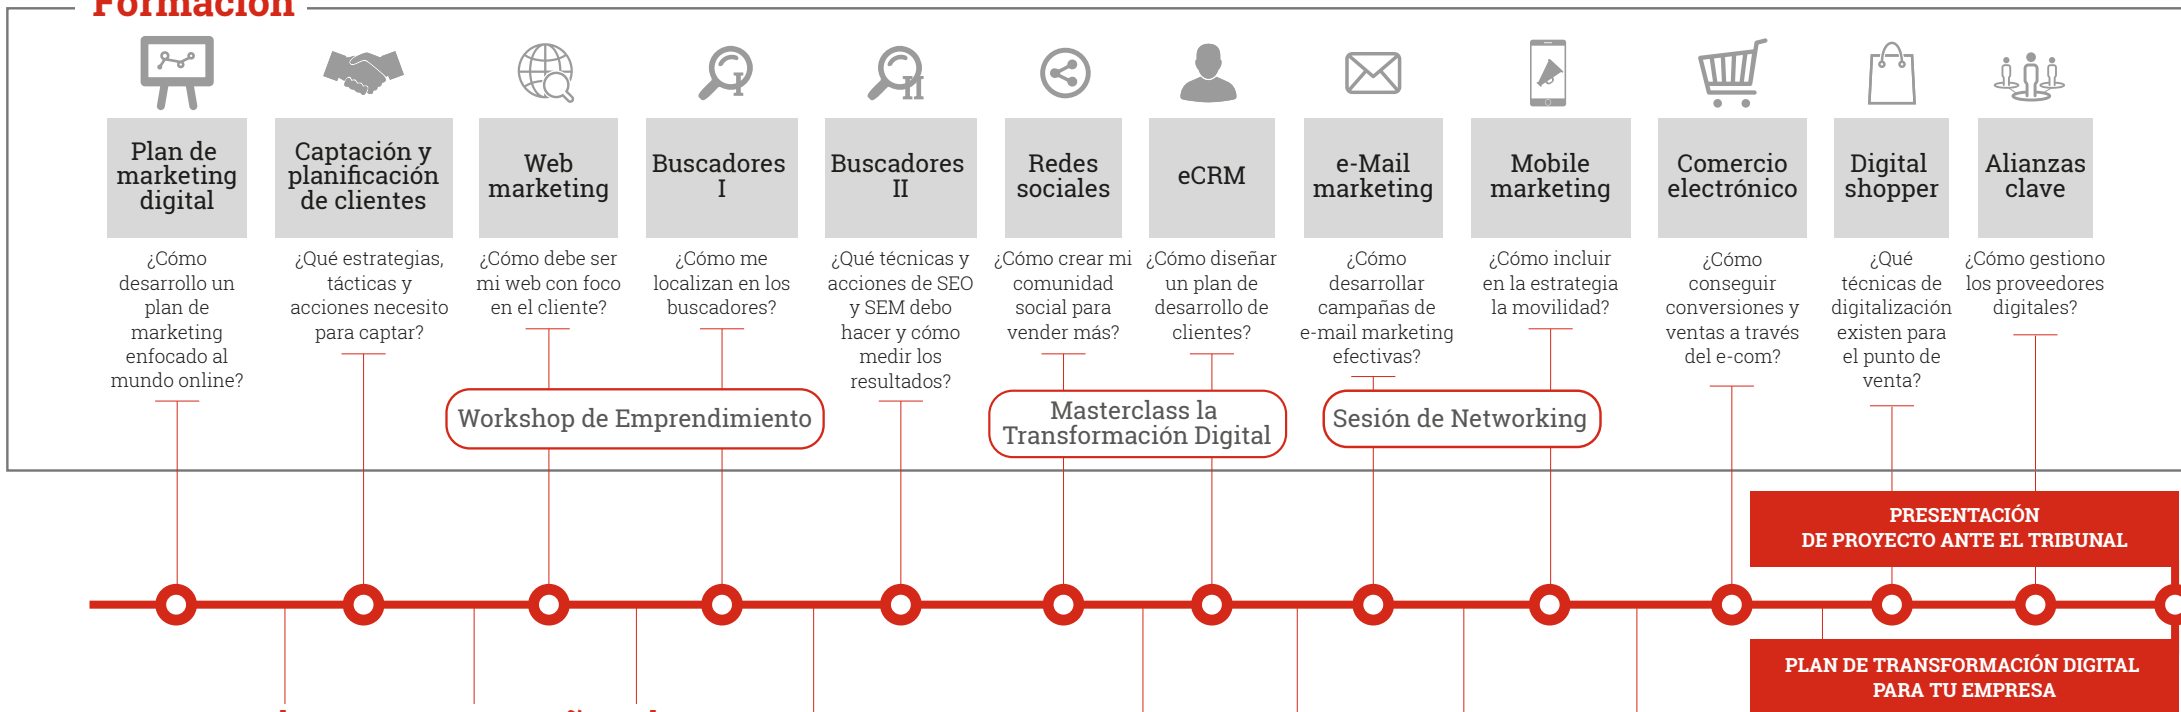 Formación
I
II
Plan de
marketing
digital
¿Cómo
desarrollo un
plan de
marketing
enfocado al
mundo online?
Captación y
planificación
de clientes
¿Qué estrategias,
tácticas y
acciones necesito
para captar?
Web
marketing
¿Cómo debe ser
mi web con foco
en el cliente?
Buscadores
I
¿Cómo me
localizan en los
buscadores?
Buscadores
II
¿Qué técnicas y
acciones de SEO
y SEM debo
hacer y cómo
medir los
resultados?
Redes
sociales
¿Cómo crear mi
comunidad
social para
vender más?
eCRM
¿Cómo diseñar
un plan de
desarrollo de
clientes?
e-Mail
marketing
¿Cómo
desarrollar
campañas de
e-mail marketing
efectivas?
Mobile
marketing
¿Cómo incluir
en la estrategia
la movilidad?
Comercio
electrónico
¿Cómo
conseguir
conversiones y
ventas a través
del e-com?
Digital
shopper
¿Qué
técnicas de
digitalización
existen para
el punto de
venta?
Alianzas
clave
¿Cómo gestiono
los proveedores
digitales?
Workshop de Emprendimiento
Masterclass la
Transformación Digital
Sesión de Networking
PRESENTACIÓN
DE PROYECTO ANTE EL TRIBUNAL
PLAN DE TRANSFORMACIÓN DIGITAL
PARA TU EMPRESA